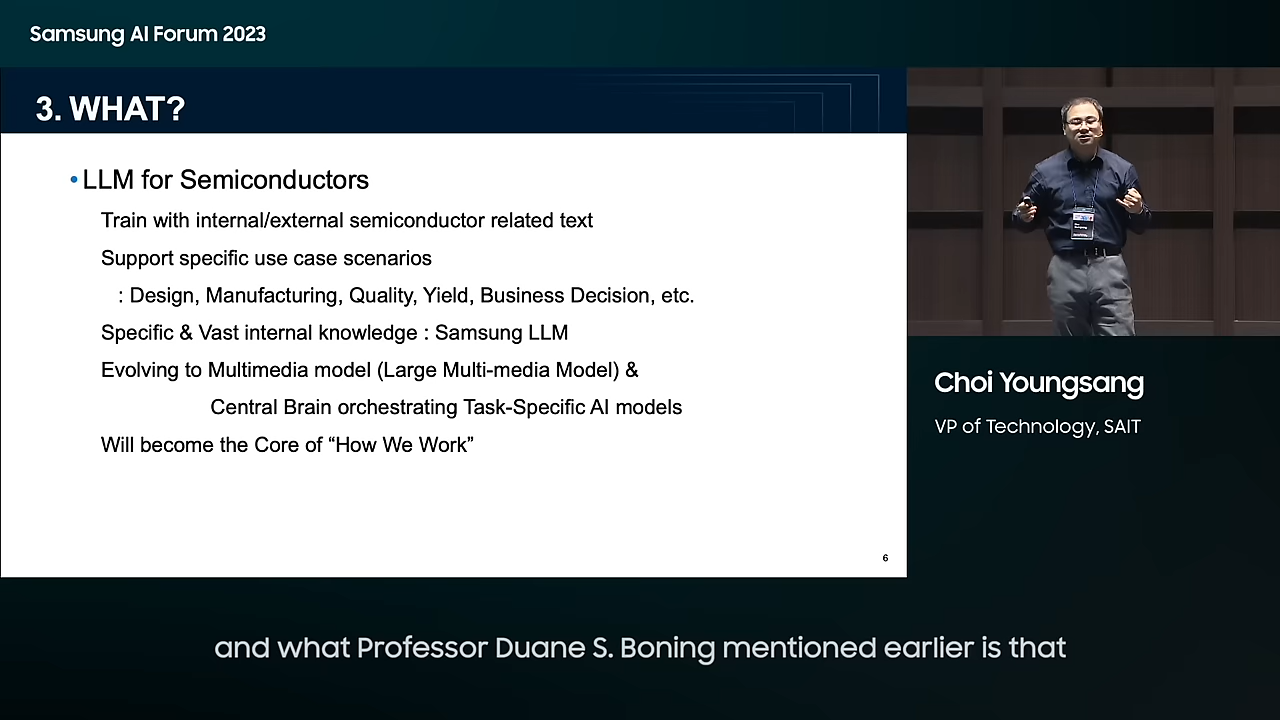 Samsung AI Forum 2023
3. WHAT?
• LLM for Semiconductors
Train with internal/external semiconductor related text
Support specific use case scenarios
: Design, Manufacturing, Quality, Yield, Business Decision, etc.
Specific & Vast internal knowledge : Samsung LLM
Evolving to Multimedia model (Large Multi-media Model) &
Central Brain orchestrating Task-Specific AI models
Will become the Core of “How We Work”
6
Choi Youngsang
VP of Technology, SAIT
and what Professor Duane S. Boning mentioned earlier is that